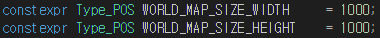 constexpr Type_POS WORLD_MAP_SIZE_WIDTH = 1000;
constexpr Type_POS WORLD_MAP_SIZE_HEIGHT = 1000;